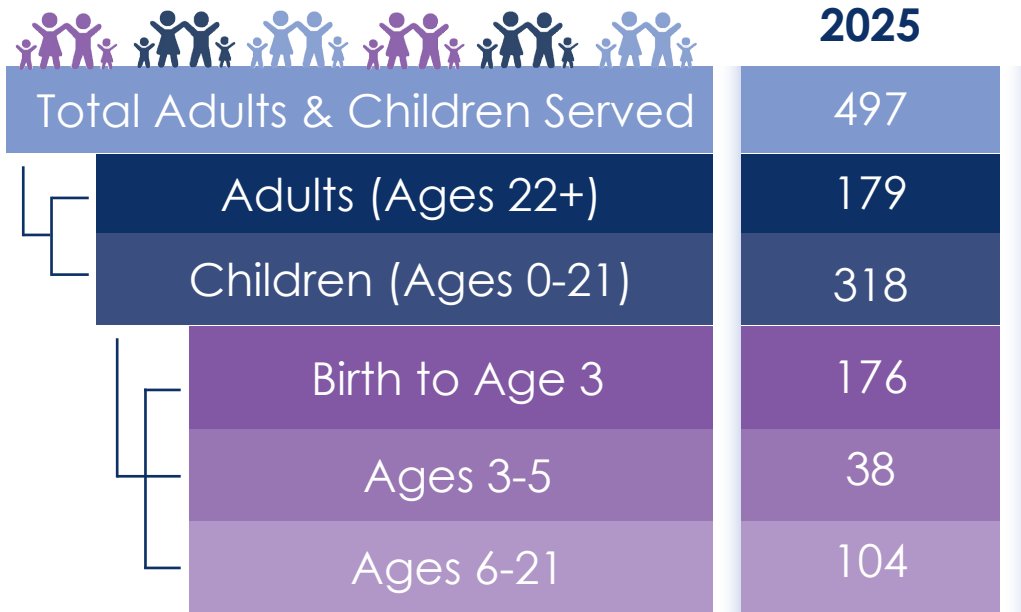 2025
Total Adults & Children Served 497
Adults (Ages 22+) 179
Children (Ages 0-21) 318
Birth to Age 3 176
Ages 3-5 38
Ages 6-21 104